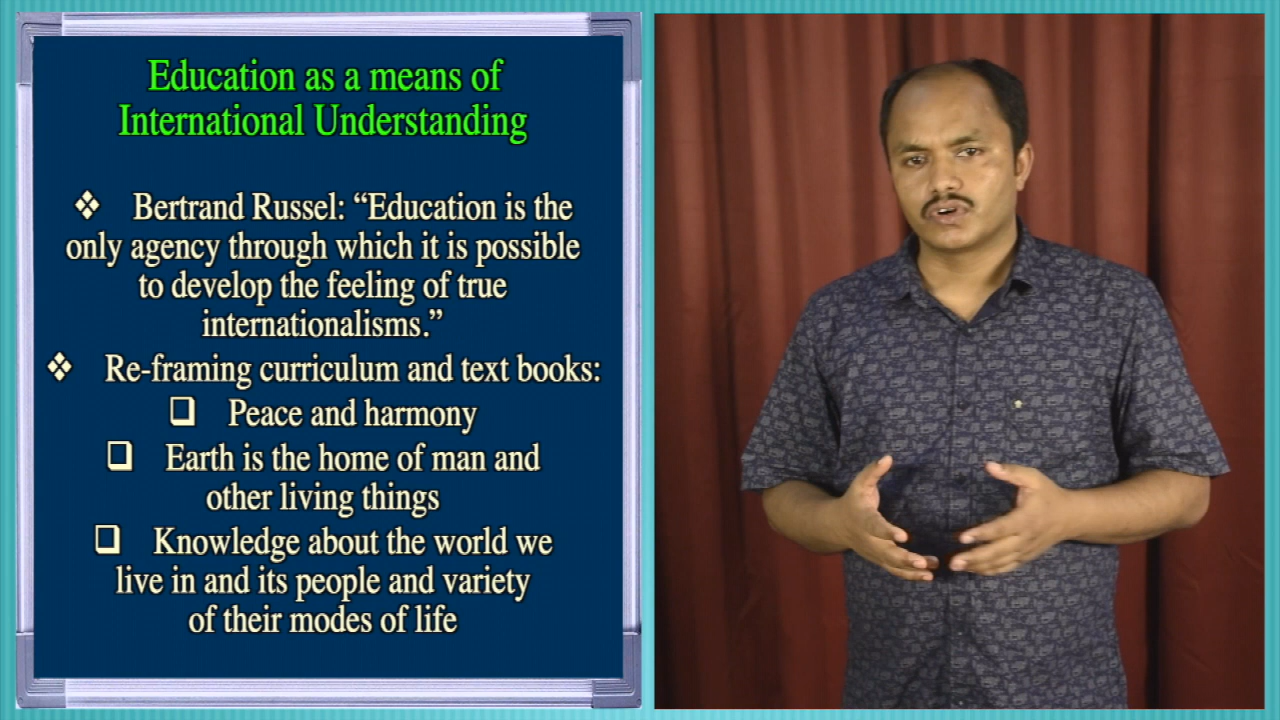 Education as a means of
International Understanding
❖ Bertrand Russel: “Education is the
only agency through which it is possible
to develop the feeling of true
internationalisms.”
❖ Re-framing curriculum and text books:
❑ Peace and harmony
❑ Earth is the home of man and
other living things
❑ Knowledge about the world we
live in and its people and variety
of their modes of life